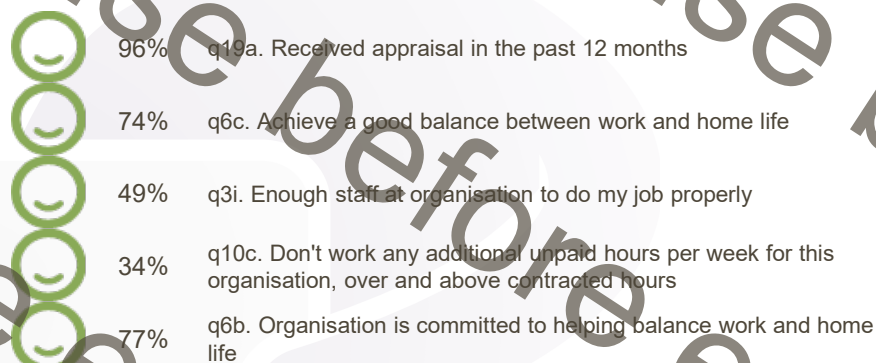 96% q19a. Received appraisal in the past 12 months
74% q6c. Achieve a good balance between work and home life
49% q3i. Enough staff at organisation to do my job properly
34% q10c. Don't work any additional unpaid hours per week for this
organisation, over and above contracted hours
77% q6b. Organisation is committed to helping balance work and home
life
before